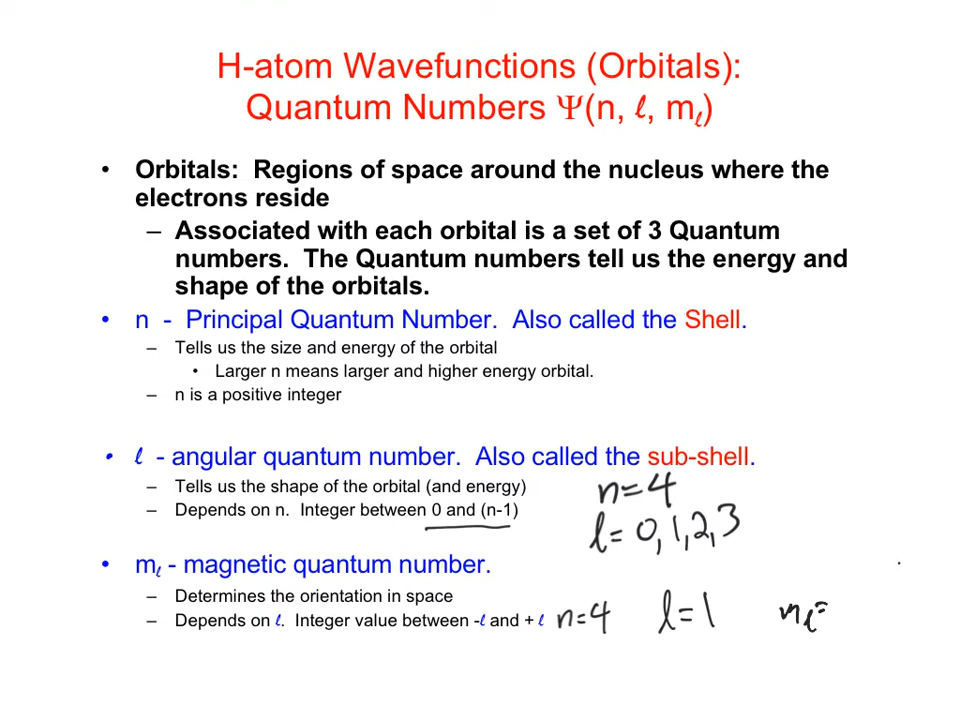 H-atom Wavefunctions (Orbitals):
Quantum Numbers Ψ(n, ℓ, mℓ)
• Orbitals: Regions of space around the nucleus where the
electrons reside
– Associated with each orbital is a set of 3 Quantum
numbers. The Quantum numbers tell us the energy and
shape of the orbitals.
• n - Principal Quantum Number. Also called the Shell.
– Tells us the size and energy of the orbital
• Larger n means larger and higher energy orbital.
– n is a positive integer
• ℓ - angular quantum number. Also called the sub-shell.
– Tells us the shape of the orbital (and energy)
n=4
– Depends on n. Integer between 0 and (n-1)
ℓ= 0, 1, 2, 3
• mℓ - magnetic quantum number.
– Determines the orientation in space
– Depends on ℓ. Integer value between -ℓ and + ℓ n=4 ℓ=1 mℓ=